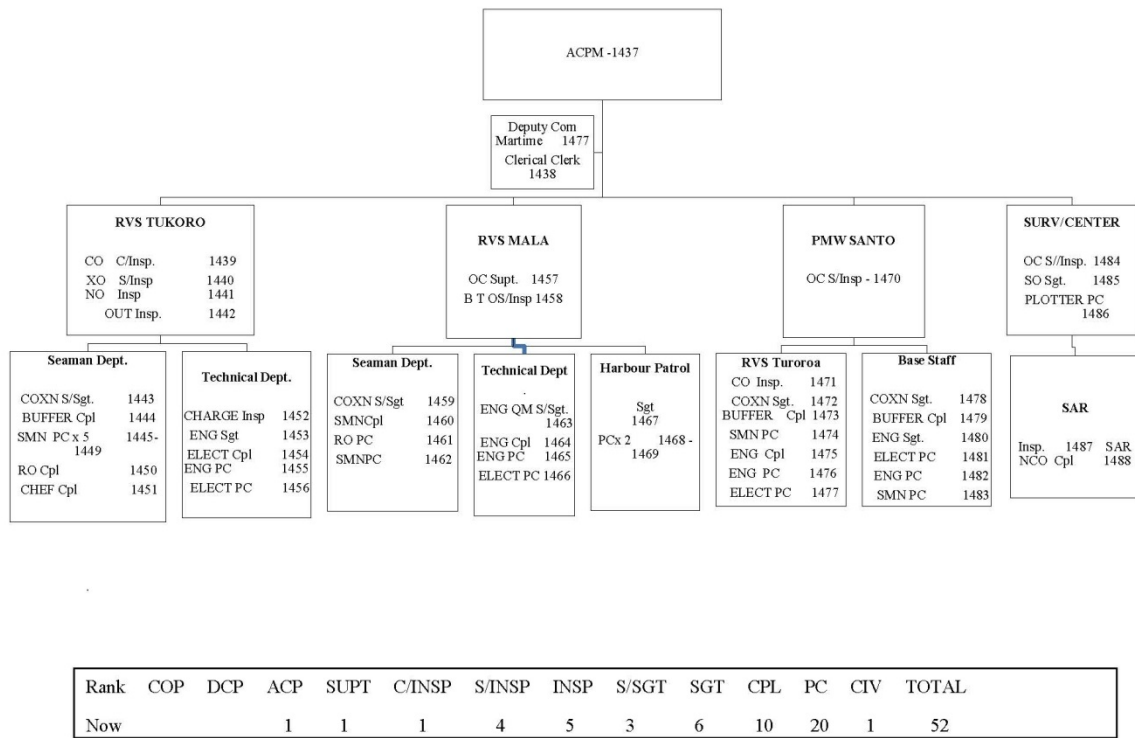 ACPM -1437
Deputy Com
Martime 1477
Clerical Clerk
1438
RVS TUKORO
CO C/Insp. 1439
XO S/Insp 1440
NO Insp 1441
OUT Insp. 1442
RVS MALA
OC Supt. 1457
B T OS/Insp 1458
PMW SANTO
OC S/Insp - 1470
SURV/CENTER
OC S//Insp. 1484
SO Sgt. 1485
PLOTTER PC
1486
Seaman Dept.
COXN S/Sgt. 1443
BUFFER Cpl 1444
SMN PC x 5 1445-
1449
RO Cpl 1450
CHEF Cpl 1451
Technical Dept.
CHARGE Insp 1452
ENG Sgt 1453
ELECT Cpl 1454
ENG PC 1455
ELECT PC 1456
Seaman Dept.
COXN S/Sgt 1459
SMNCpl 1460
RO PC 1461
SMNPC 1462
Technical Dept
.
ENG QM S/Sgt.
1463
ENG Cpl 1464
ENG PC 1465
ELECT PC 1466
Harbour Patrol
Sgt
1467
PCx 2 1468 -
1469
RVS Turoroa
CO Insp. 1471
COXN Sgt. 1472
BUFFER Cpl 1473
SMN PC 1474
ENG Cpl 1475
ENG PC 1476
ELECT PC 1477
Base Staff
COXN Sgt. 1478
BUFFER Cpl 1479
ENG Sgt. 1480
ELECT PC 1481
ENG PC 1482
SMN PC 1483
SAR
Insp. 1487 SAR
NCO Cpl 1488
.
Rank COP DCP ACP SUPT C/INSP S/INSP INSP S/SGT SGT CPL PC CIV TOTAL
Now 1 1 1 4 5 3 6 10 20 1 52